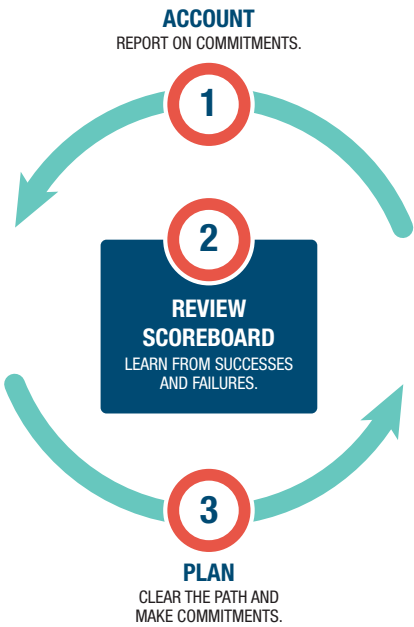 ACCOUNT
REPORT ON COMMITMENTS.
1
2
REVIEW
SCOREBOARD
LEARN FROM SUCCESSES
AND FAILURES.
3
PLAN
CLEAR THE PATH AND
MAKE COMMITMENTS.